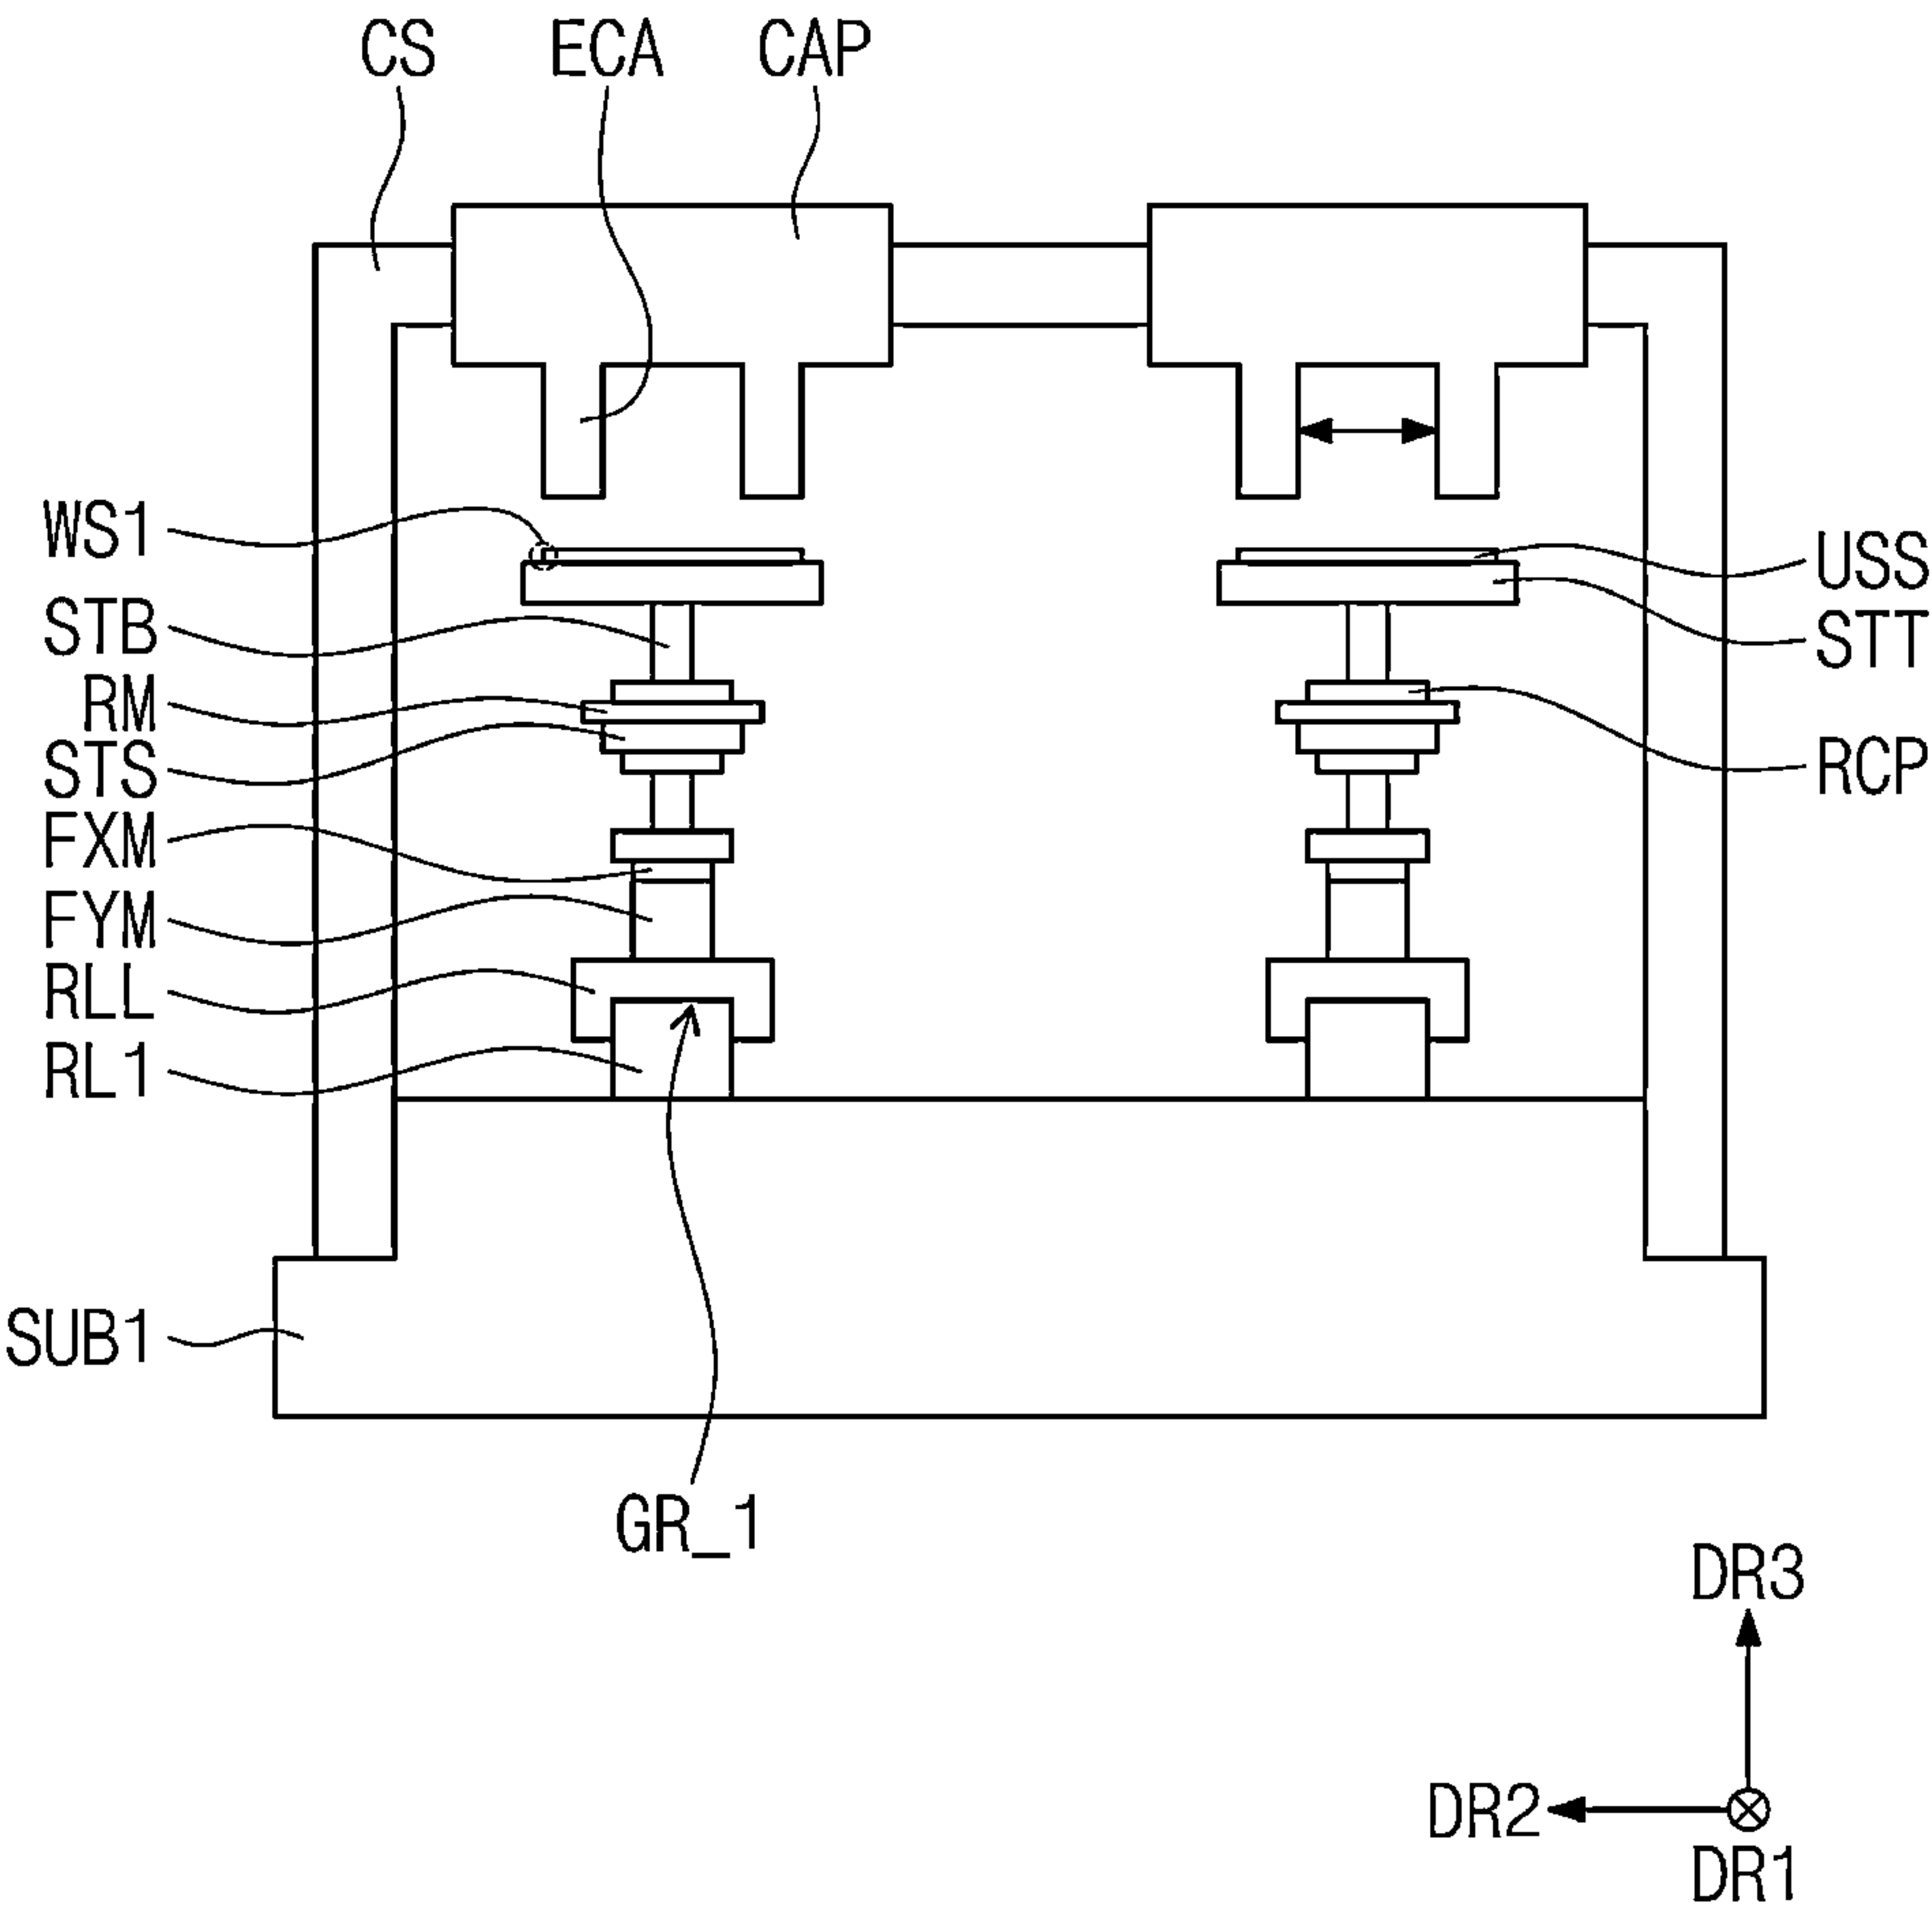 CS ECA CAP
WS1
USS
STB
STT
RM
STS
RCP
FXM
FYM
RLL
RL1
SUB1
GR_1
DR3
DR2
DR1